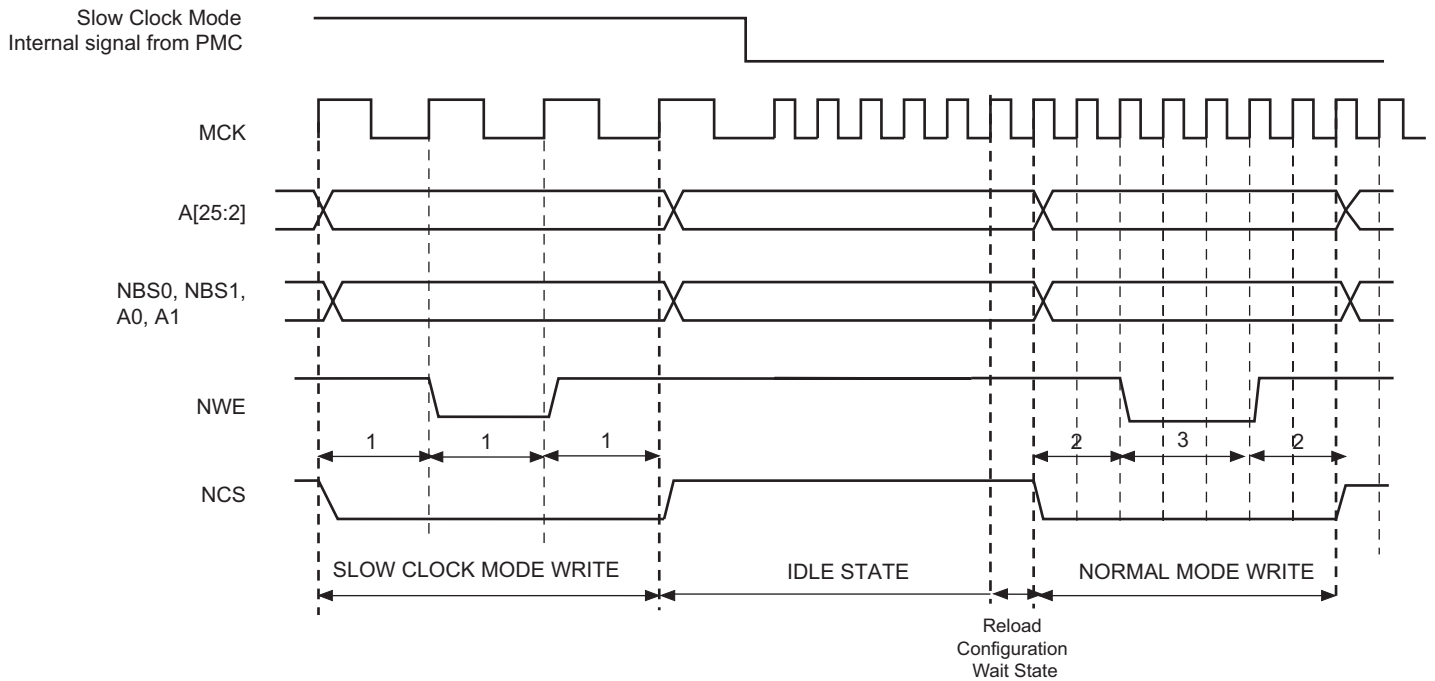 Slow Clock Mode
Internal signal from PMC
MCK
A[25:2]
NBS0, NBS1,
A0, A1
NWE
1 1 1 2 3 2
NCS
SLOW CLOCK MODE WRITE IDLE STATE NORMAL MODE WRITE
Reload
Configuration
Wait State